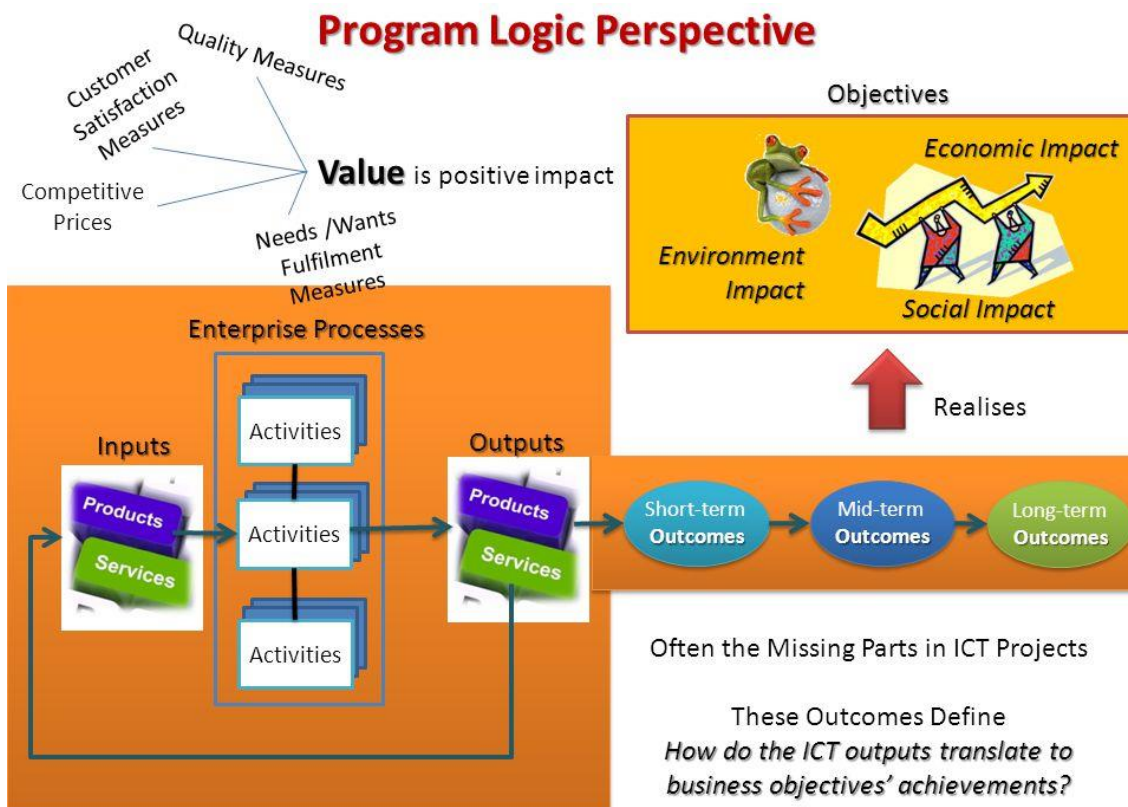 Program Logic Perspective
Quality Measures
Customer
Satisfaction
Measures
Competitive
Prices
Value is positive impact
Needs /Wants
Fulfilment
Measures
Objectives
Economic Impact
Environment
Impact
Social Impact
Realises
Enterprise Processes
Inputs
Products
Services
Activities
Activities
Activities
Outputs
Products
Services
Short-term
Outcomes
Mid-term
Outcomes
Long-term
Outcomes
Often the Missing Parts in ICT Projects
These Outcomes Define
How do the ICT outputs translate to
business objectives’ achievements?